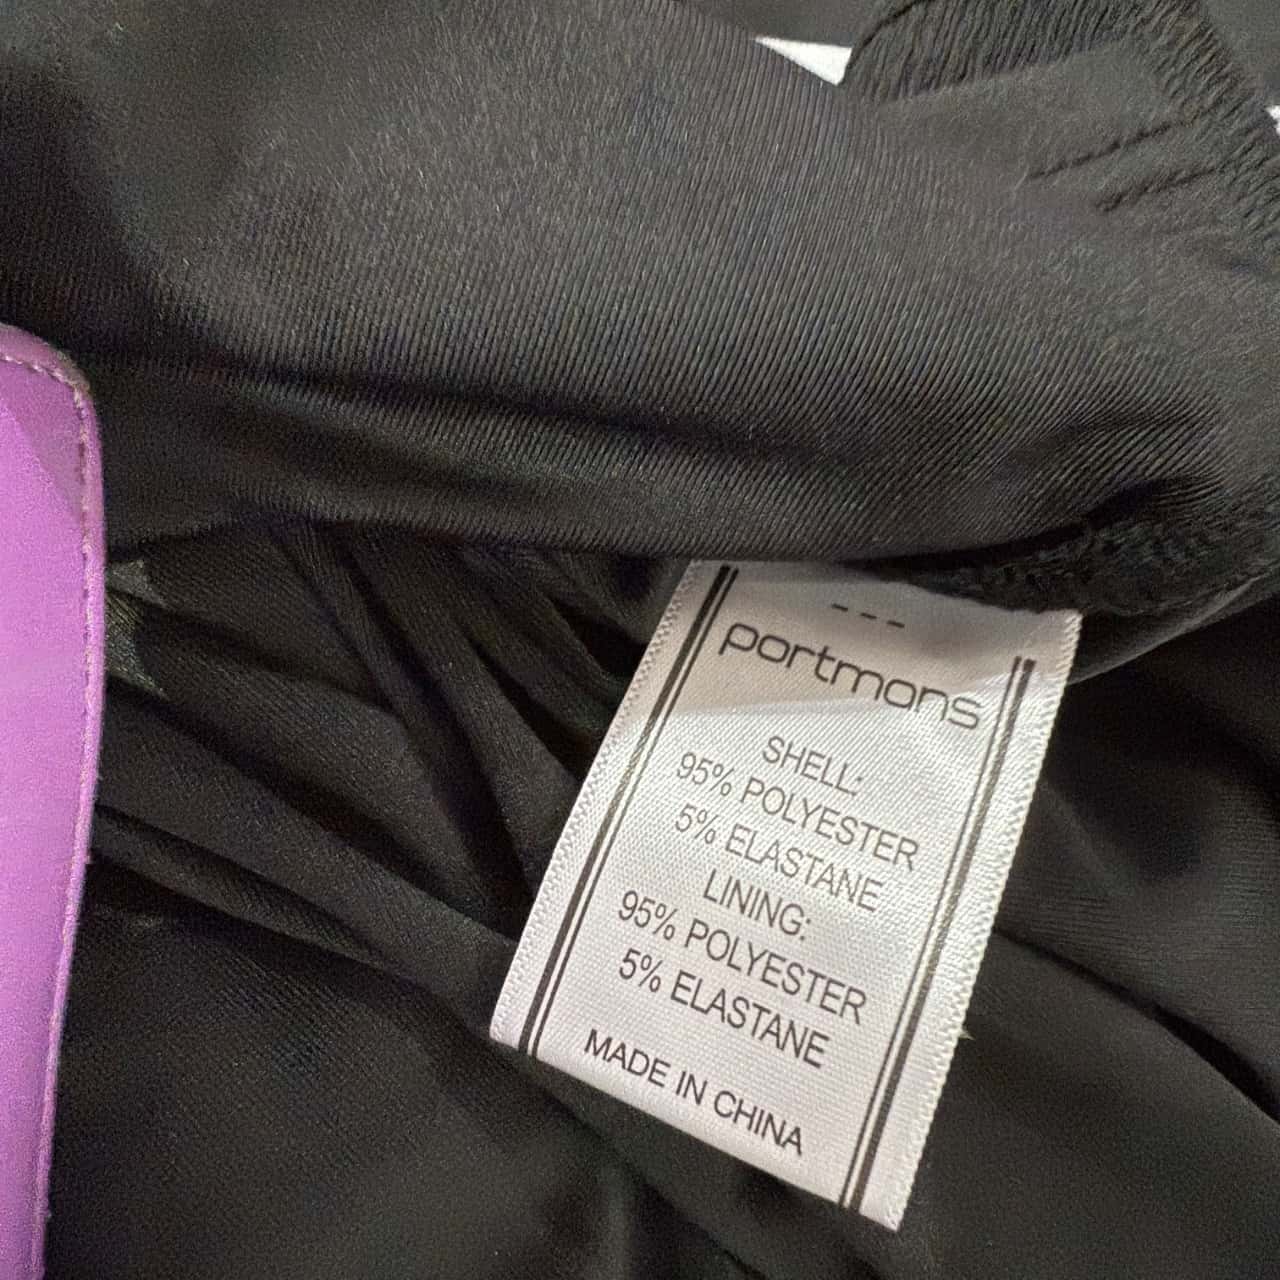 ---
portmans
SHELL:
95% POLYESTER
5% ELASTANE
LINING:
95% POLYESTER
5% ELASTANE
MADE IN CHINA